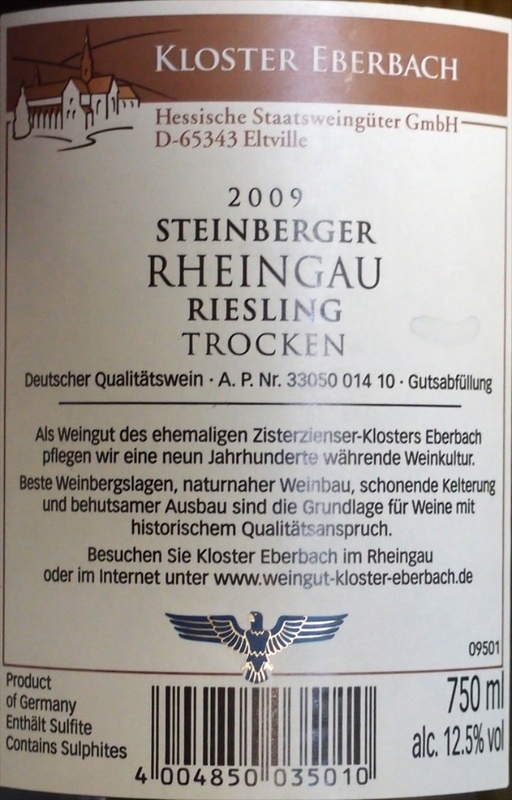 KLOSTER EBERBACH
Hessische Staatsweingüter GmbH
D-65343 Eltville
2009
STEINBERGER
RHEINGAU
RIESLING
TROCKEN
Deutscher Qualitätswein · A. P. Nr. 33050 014 10 · Gutsabfüllung
Als Weingut des ehemaligen Zisterzienser-Klosters Eberbach
pflegen wir eine neun Jahrhunderte währende Weinkultur.
Beste Weinbergslagen, naturnaher Weinbau, schonende Kelterung
und behutsamer Ausbau sind die Grundlage für Weine mit
historischem Qualitätsanspruch.
Besuchen Sie Kloster Eberbach im Rheingau
oder im Internet unter www.weingut-kloster-eberbach.de
09501
Product
of Germany
Enthält Sulfite
Contains Sulphites
4 004850 035010
750 ml
alc. 12.5% vol